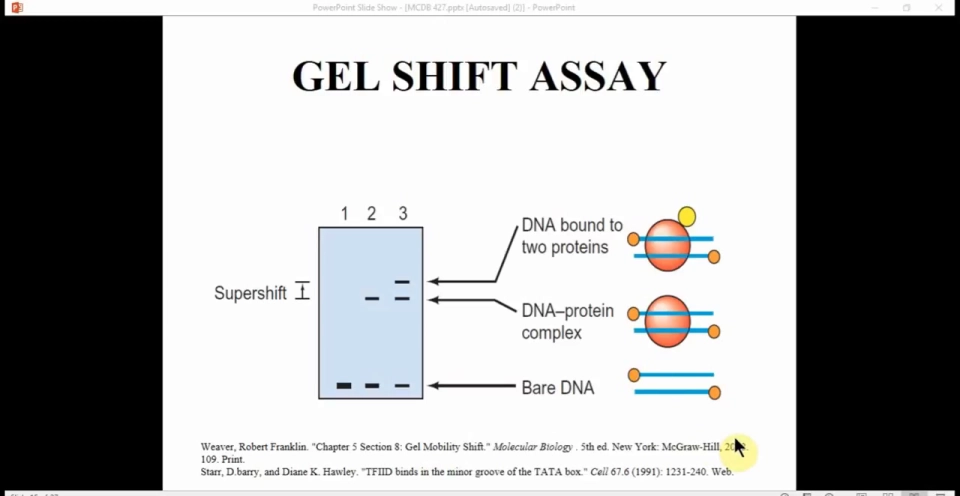 PowerPoint Slide Show - [MCDB 427.pptx [Autosaved] (2)] - PowerPoint
GEL SHIFT ASSAY
1 2 3
DNA bound to
two proteins
Supershift
DNA–protein
complex
Bare DNA
Weaver, Robert Franklin. "Chapter 5 Section 8: Gel Mobility Shift." Molecular Biology . 5th ed. New York: McGraw-Hill,
109. Print.
Starr, D.barry, and Diane K. Hawley. "TFIID binds in the minor groove of the TATA box." Cell 67.6 (1991): 1231-240. Web.